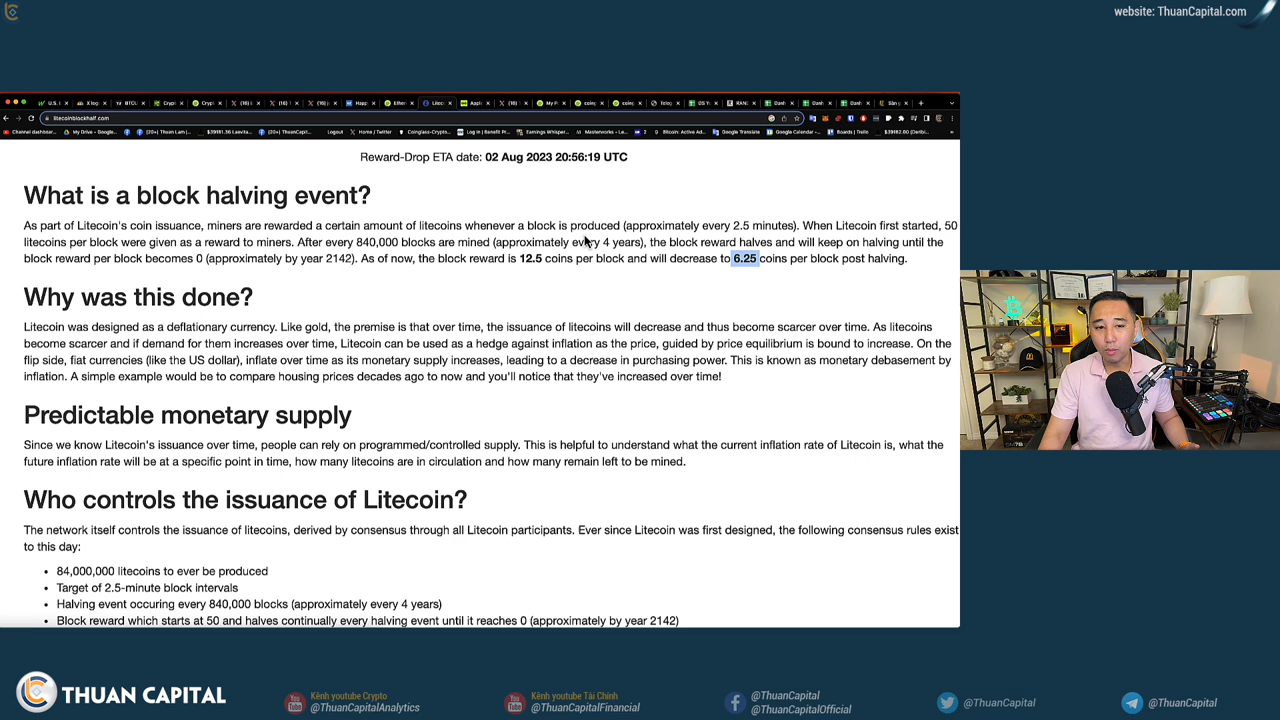 website: ThuanCapital.com
litecoinblockhalf.com
Reward-Drop ETA date: 02 Aug 2023 20:56:19 UTC
What is a block halving event?
As part of Litecoin's coin issuance, miners are rewarded a certain amount of litecoins whenever a block is produced (approximately every 2.5 minutes). When Litecoin first started, 50
litecoins per block were given as a reward to miners. After every 840,000 blocks are mined (approximately every 4 years), the block reward halves and will keep on halving until the
block reward per block becomes 0 (approximately by year 2142). As of now, the block reward is 12.5 coins per block and will decrease to 6.25 coins per block post halving.
Why was this done?
Litecoin was designed as a deflationary currency. Like gold, the premise is that over time, the issuance of litecoins will decrease and thus become scarcer over time. As litecoins
become scarcer and if demand for them increases over time, Litecoin can be used as a hedge against inflation as the price, guided by price equilibrium is bound to increase. On the
flip side, fiat currencies (like the US dollar), inflate over time as its monetary supply increases, leading to a decrease in purchasing power. This is known as monetary debasement by
inflation. A simple example would be to compare housing prices decades ago to now and you'll notice that they've increased over time!
Predictable monetary supply
Since we know Litecoin's issuance over time, people can rely on programmed/controlled supply. This is helpful to understand what the current inflation rate of Litecoin is, what the
future inflation rate will be at a specific point in time, how many litecoins are in circulation and how many remain left to be mined.
Who controls the issuance of Litecoin?
The network itself controls the issuance of litecoins, derived by consensus through all Litecoin participants. Ever since Litecoin was first designed, the following consensus rules exist
to this day:
• 84,000,000 litecoins to ever be produced
• Target of 2.5-minute block intervals
• Halving event occuring every 840,000 blocks (approximately every 4 years)
• Block reward which starts at 50 and halves continually every halving event until it reaches 0 (approximately by year 2142)
THUAN CAPITAL
Kênh youtube Crypto
@ThuanCapitalAnalytics
Kênh youtube Tài Chính
@ThuanCapitalFinancial
@ThuanCapital
@ThuanCapitalOfficial
@ThuanCapital
@ThuanCapital